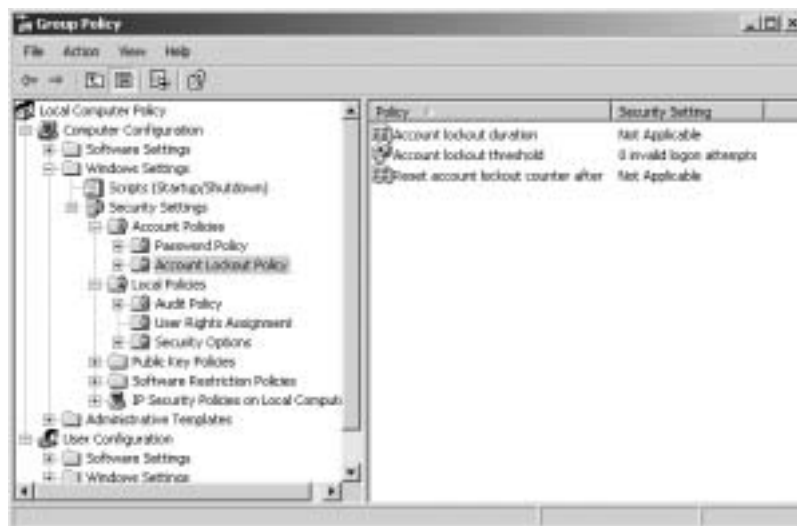 Group Policy
File Action View Help
Local Computer Policy
Computer Configuration
Software Settings
Windows Settings
Scripts (Startup/Shutdown)
Security Settings
Account Policies
Password Policy
Account Lockout Policy
Local Policies
Audit Policy
User Rights Assignment
Security Options
Public Key Policies
Software Restriction Policies
IP Security Policies on Local Comput
Administrative Templates
User Configuration
Software Settings
Windows Settings
Policy Security Setting
Account lockout duration Not Applicable
Account lockout threshold 0 invalid logon attempts
Reset account lockout counter after Not Applicable